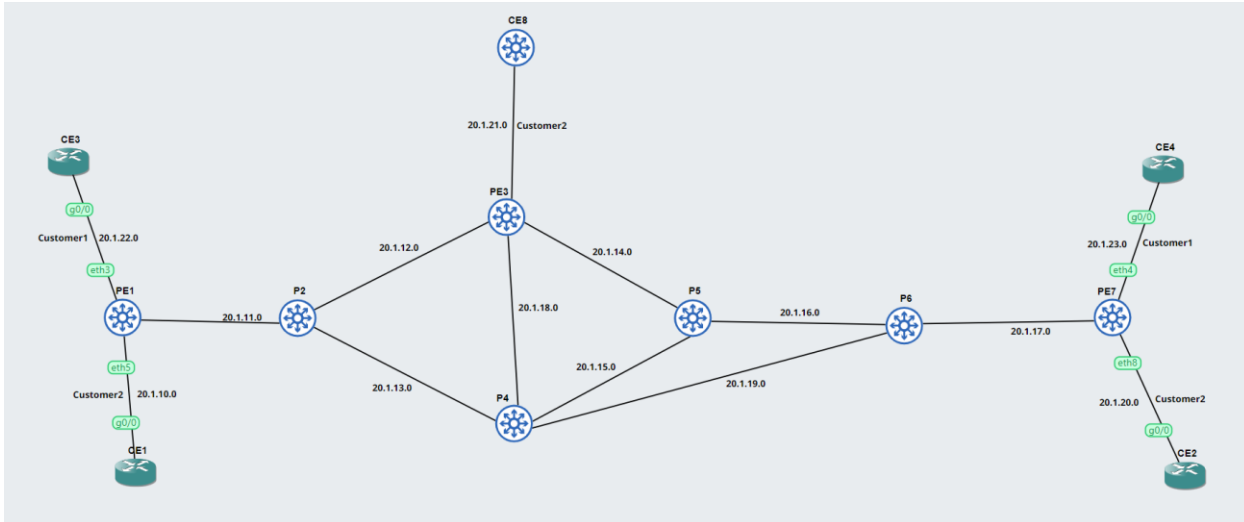 CE8
20.1.21.0 Customer2
CE3
g0/0
Customer1 20.1.22.0
eth3
PE1
20.1.11.0
eth5
Customer2 20.1.10.0
g0/0
CE1
P2
20.1.12.0
20.1.13.0
PE3
20.1.18.0
P4
20.1.14.0
20.1.15.0
P5
20.1.16.0
20.1.19.0
P6
20.1.17.0
CE4
g0/0
20.1.23.0 Customer1
eth4
PE7
eth8
20.1.20.0 Customer2
g0/0
CE2